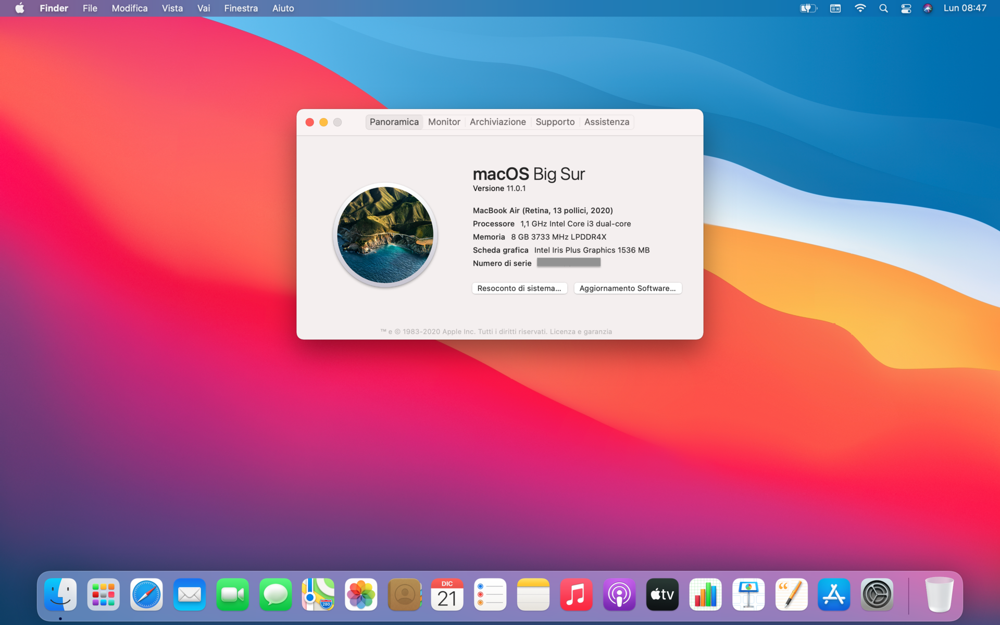 Finder File Modifica Vista Vai Finestra Aiuto Lun 08:47
Panoramica Monitor Archiviazione Supporto Assistenza
macOS Big Sur
Versione 11.0.1
MacBook Air (Retina, 13 pollici, 2020)
Processore 1,1 GHz Intel Core i3 dual-core
Memoria 8 GB 3733 MHz LPDDR4X
Scheda grafica Intel Iris Plus Graphics 1536 MB
Numero di serie
Resoconto di sistema... Aggiornamento Software...
™ e © 1983-2020 Apple Inc. Tutti i diritti riservati. Licenza e garanzia
280
DIC
21
tv